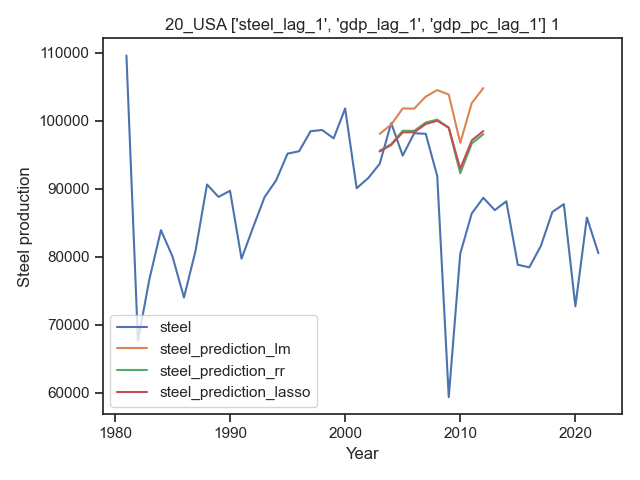 20_USA ['steel_lag_1', 'gdp_lag_1', 'gdp_pc_lag_1'] 1
110000
100000
90000
80000
70000
60000
Steel production
steel
steel_prediction_lm
steel_prediction_rr
steel_prediction_lasso
1980
1990
2000
2010
2020
Year